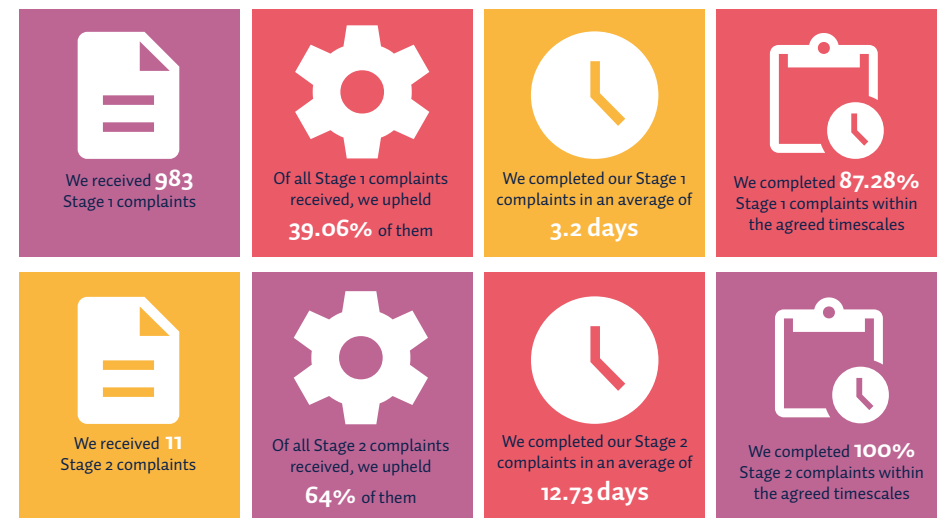 We received 983
Stage 1 complaints
Of all Stage 1 complaints
received, we upheld
39.06% of them
We completed our Stage 1
complaints in an average of
3.2 days
We completed 87.28%
Stage 1 complaints within
the agreed timescales
We received 11
Stage 2 complaints
Of all Stage 2 complaints
received, we upheld
64% of them
We completed our Stage 2
complaints in an average of
12.73 days
We completed 100%
Stage 2 complaints within
the agreed timescales